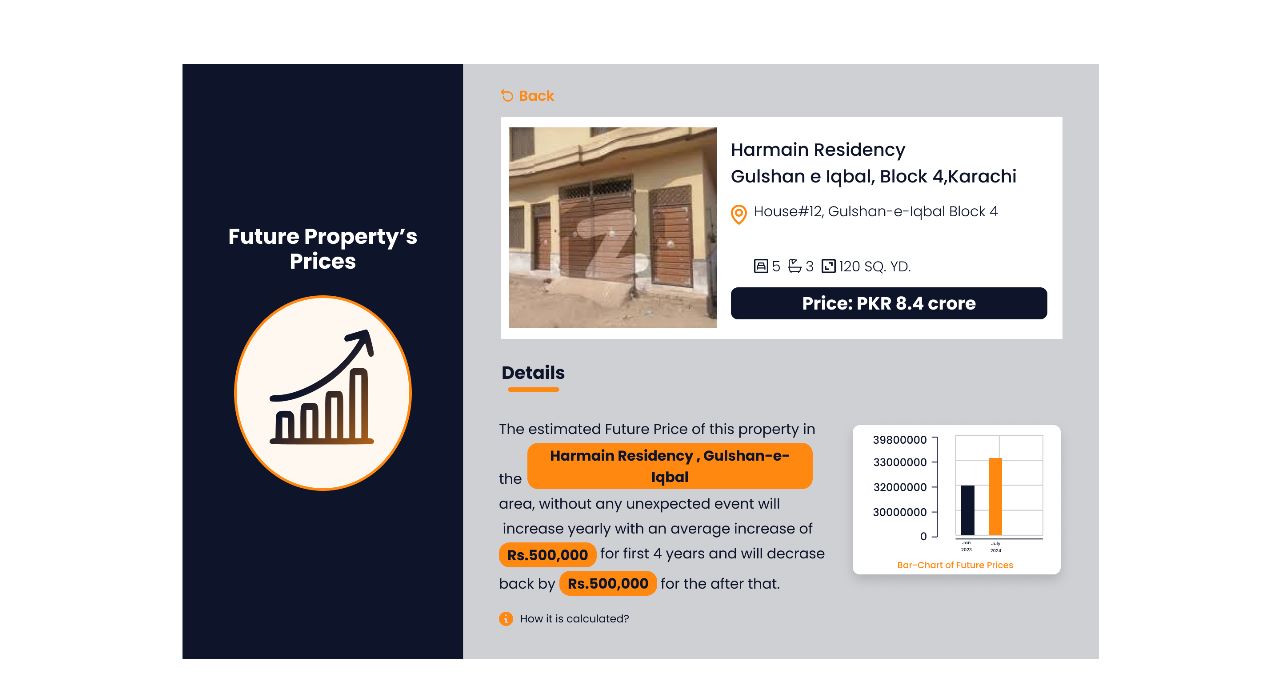 Future Property's
Prices
Back
Harmain Residency
Gulshan e Iqbal, Block 4,Karachi
House#12, Gulshan-e-Iqbal Block 4
5 3 120 SQ. YD.
Price: PKR 8.4 crore
Details
The estimated Future Price of this property in
the Harmain Residency , Gulshan-e-
Iqbal
area, without any unexpected event will
increase yearly with an average increase of
Rs.500,000 for first 4 years and will decrase
back by Rs.500,000 for the after that.
How it is calculated?
39800000
33000000
32000000
30000000
0
Jan July
2023 2024
Bar-Chart of Future Prices